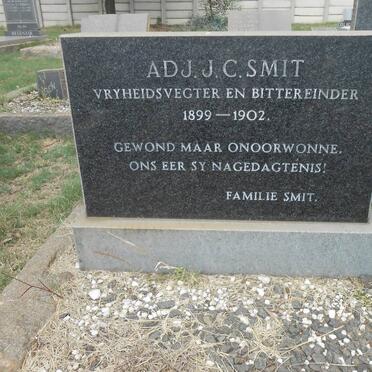 ADJ. J. C. SMIT
VRYHEIDSVEGTER EN BITTEREINDER
1899 — 1902.
GEWOND MAAR ONOORWONNE.
ONS EER SY NAGEDAGTENIS!
FAMILIE SMIT.